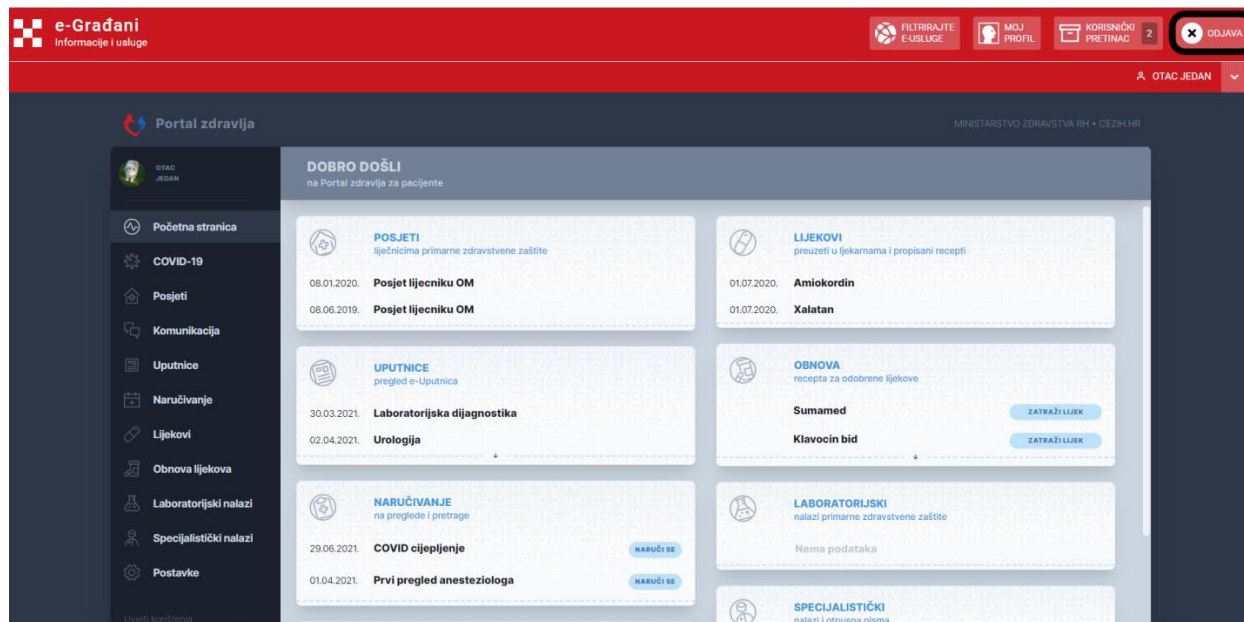 e-Građani
Informacije i usluge
FILTRIRAJTE
E-USLUGE
MOJ
PROFIL
KORISNIČKI
PRETINAC
2
ODJAVA
OTAC JEDAN
Portal zdravlja
MINISTARSTVO ZDRAVSTVA RH • CEZIH.HR
OTAC
JEDAN
Početna stranica
COVID-19
Posjeti
Komunikacija
Uputnice
Naručivanje
Lijekovi
Obnova lijekova
Laboratorijski nalazi
Specijalistički nalazi
Postavke
Uvjeti korištenja
DOBRO DOŠLI
na Portal zdravlja za pacijente
POSJETI
liječnicima primarne zdravstvene zaštite
08.01.2020. Posjet lijecniku OM
08.06.2019. Posjet lijecniku OM
LIJEKOVI
preuzeti u ljekarnama i propisani recepti
01.07.2020. Amiokordin
01.07.2020. Xalatan
UPUTNICE
pregled e-Uputnica
30.03.2021. Laboratorijska dijagnostika
02.04.2021. Urologija
OBNOVA
recepta za odobrene lijekove
Sumamed ZATRAŽI LIJEK
Klavocin bid ZATRAŽI LIJEK
NARUČIVANJE
na preglede i pretrage
29.06.2021. COVID cijepljenje NARUČI SE
01.04.2021. Prvi pregled anesteziologa NARUČI SE
LABORATORIJSKI
nalazi primarne zdravstvene zaštite
Nema podataka
SPECIJALISTIČKI
nalazi i otpusna pisma